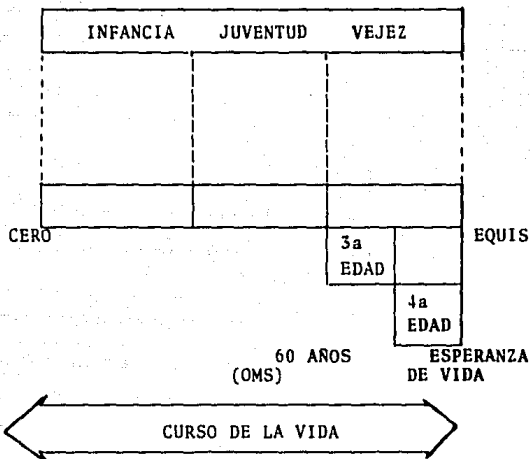 INFANCIA JUVENTUD VEJEZ
CERO EQUIS
3a
EDAD
4a
EDAD
60 AÑOS ESPERANZA
(OMS) DE VIDA
CURSO DE LA VIDA